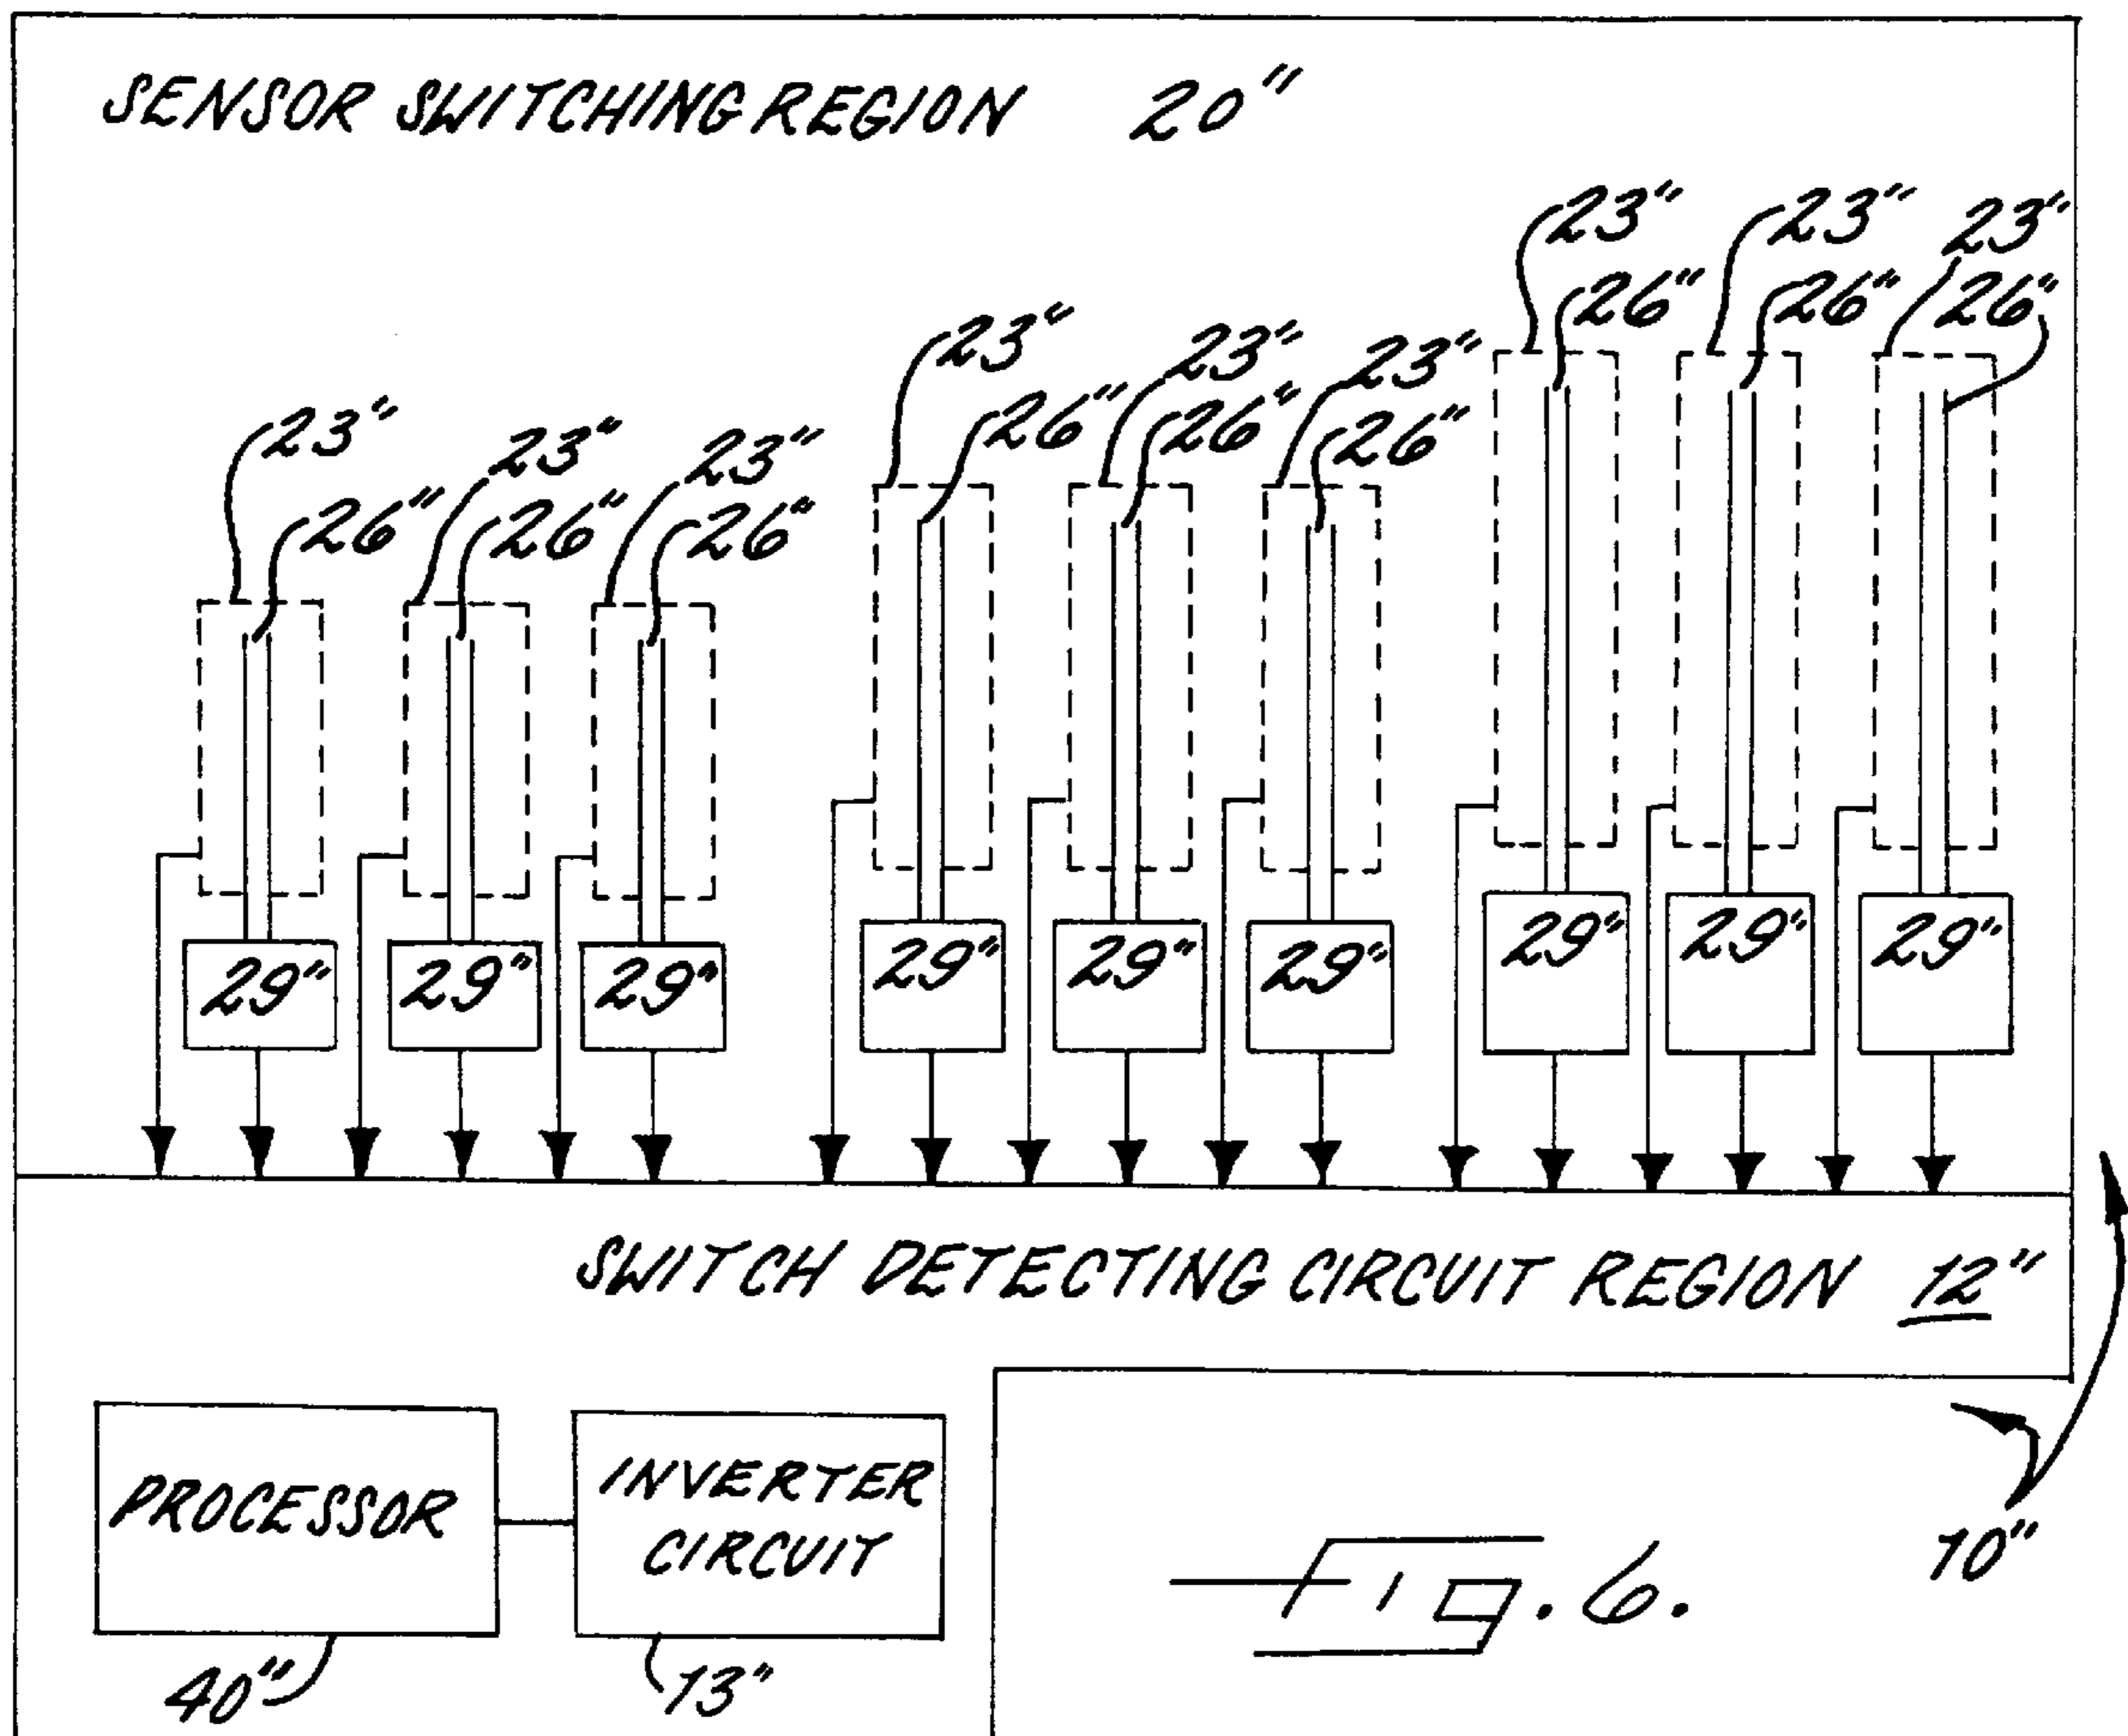 SENSOR SWITCHING REGION 20"
23" 23" 23"
26" 26" 26"
23" 23" 23"
26" 26" 26"
23" 23" 23"
26" 26" 26"
29" 29" 29" 29" 29" 29" 29" 29" 29"
SWITCH DETECTING CIRCUIT REGION 12"
PROCESSOR
INVERTER
CIRCUIT
40"
13"
10"
Fig. 6.